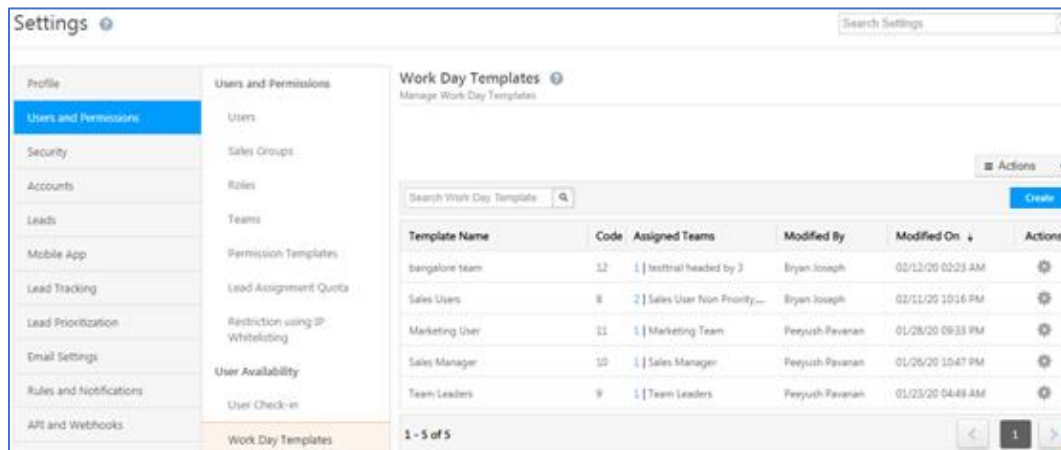 Settings
Search Settings
Profile
Users and Permissions
Security
Accounts
Leads
Mobile App
Lead Tracking
Lead Prioritization
Email Settings
Rules and Notifications
API and Webhooks
Users and Permissions
Users
Sales Groups
Roles
Teams
Permission Templates
Lead Assignment Quota
Restriction using IP
Whitelisting
User Availability
User Check-in
Work Day Templates
Work Day Templates
Manage Work Day Templates
Actions
Search Work Day Template
Create
Template Name Code Assigned Teams Modified By Modified On ↓ Actions
bangalore team 12 1 | testtrial headed by 3 Bryan Joseph 02/12/20 02:25 AM
Sales Users 8 2 | Sales User Non Priority,... Bryan Joseph 02/11/20 10:16 PM
Marketing User 11 1 | Marketing Team Peeyush Pavanan 01/28/20 09:33 PM
Sales Manager 10 1 | Sales Manager Peeyush Pavanan 01/26/20 10:47 PM
Team Leaders 9 1 | Team Leaders Peeyush Pavanan 01/23/20 04:49 AM
1 - 5 of 5
1